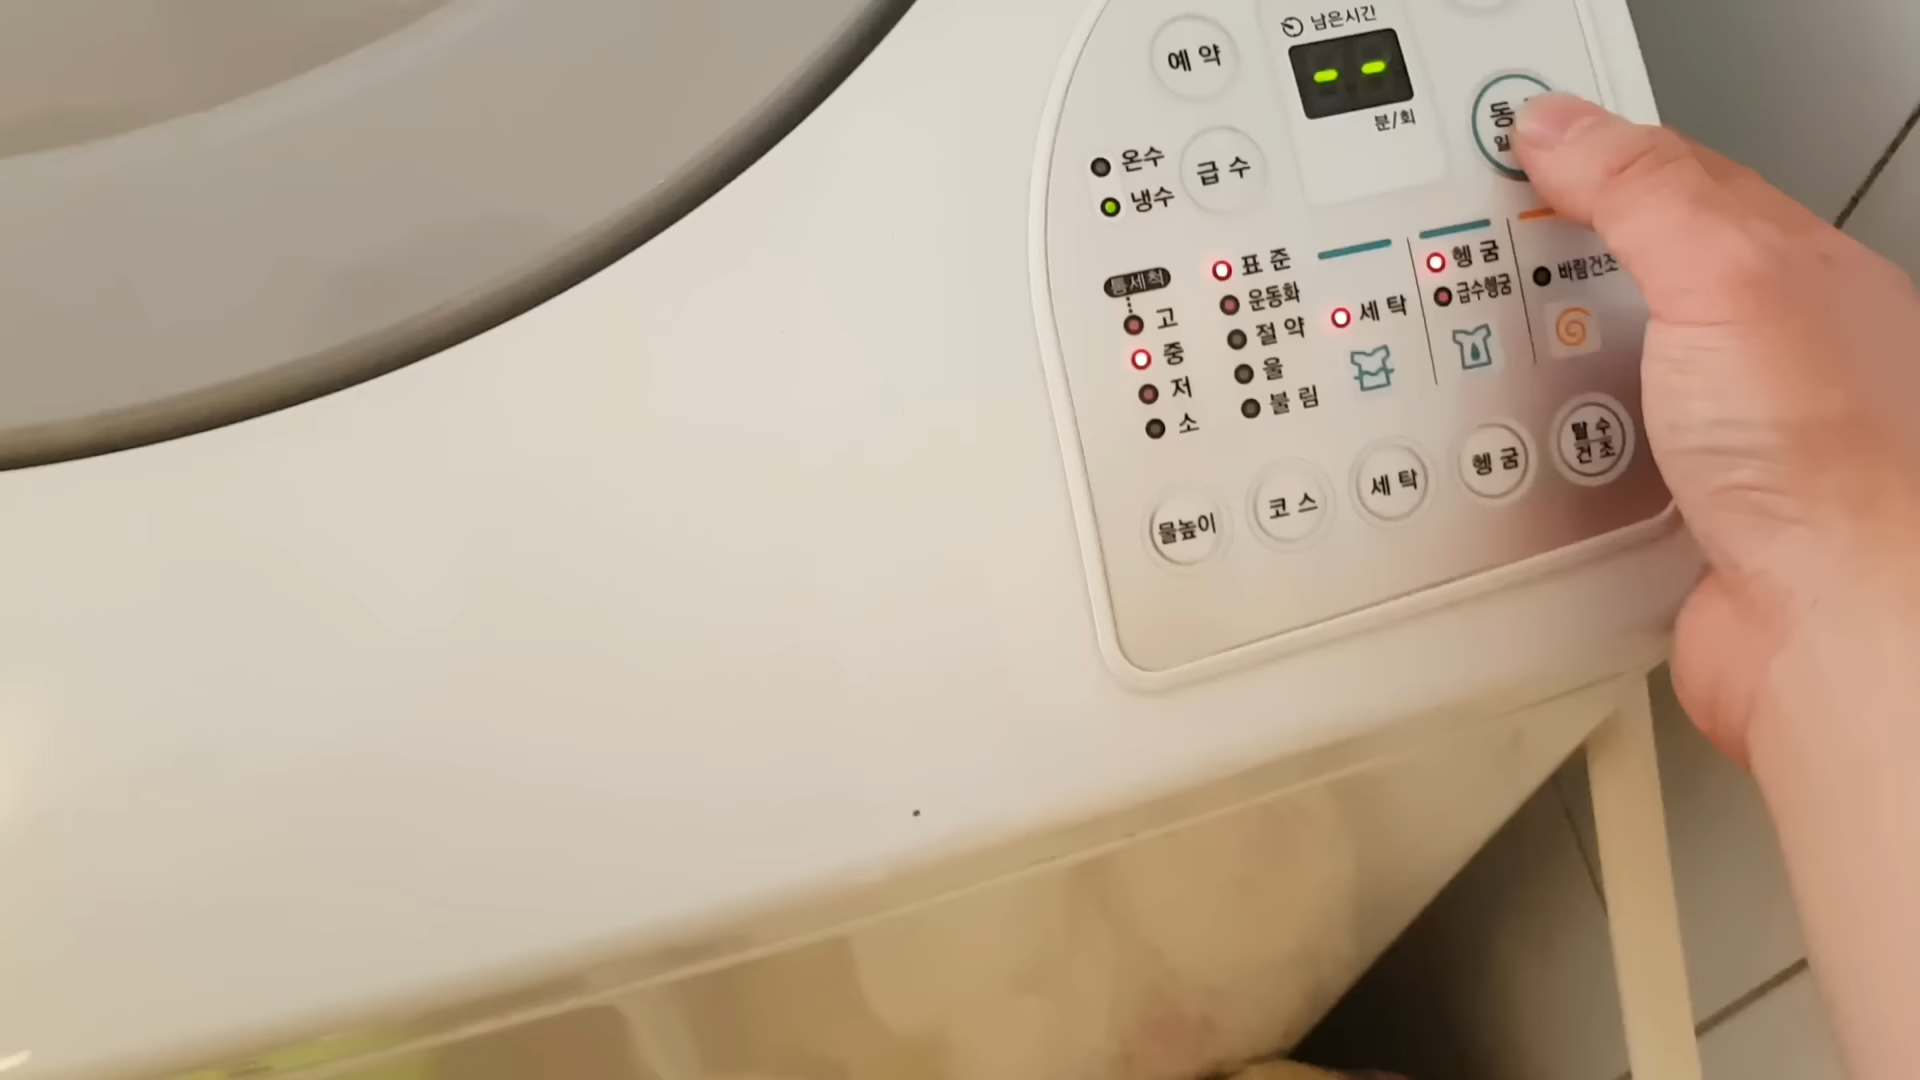 남은시간
예 약
분/회
동
일
온수
급 수
냉수
통세척
고
중
저
소
표 준
운동화
절 약
울
불 림
세 탁
헹 굼
급수헹굼
바람건조
물높이
코 스
세 탁
헹 굼
탈 수
건 조